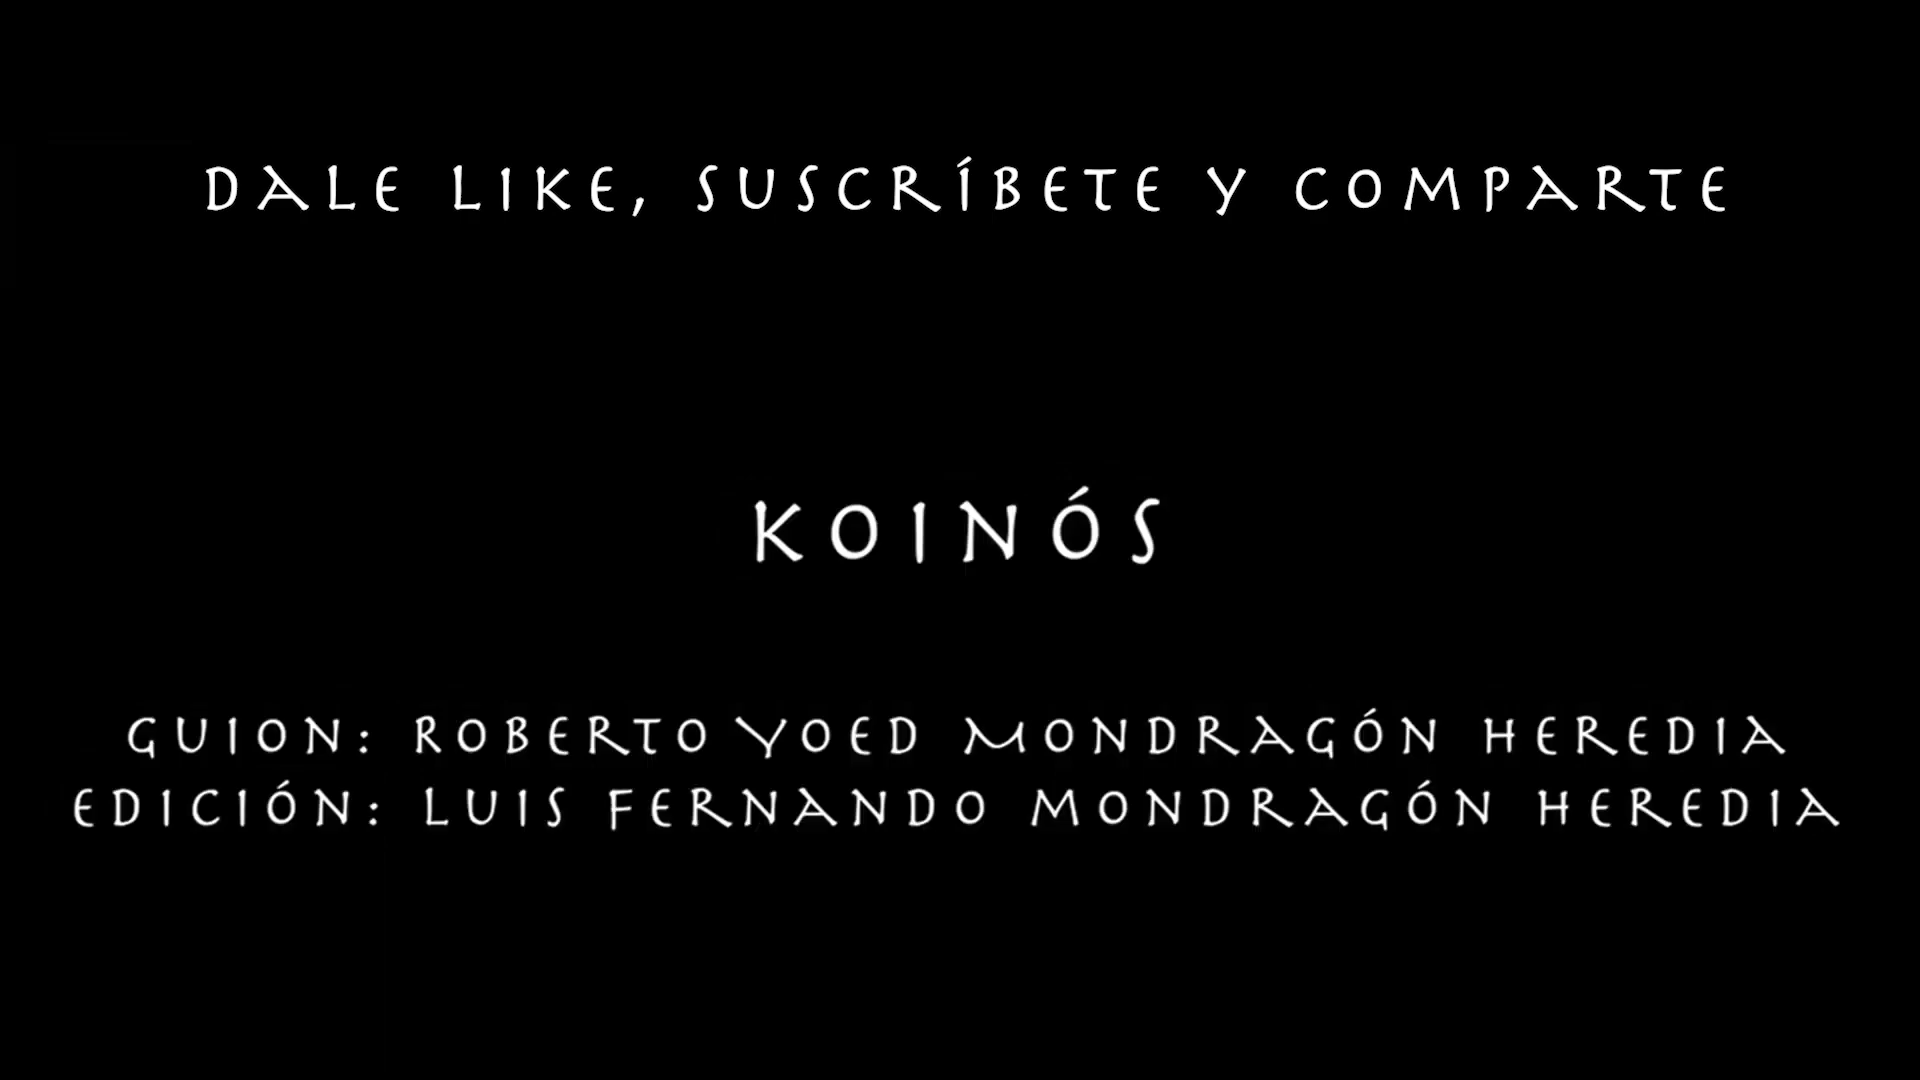 DALE LIKE, SUSCRÍBETE Y COMPARTE
KOINÓS
GUION: ROBERTO YOED MONDRAGÓN HEREDIA
EDICIÓN: LUIS FERNANDO MONDRAGÓN HEREDIA